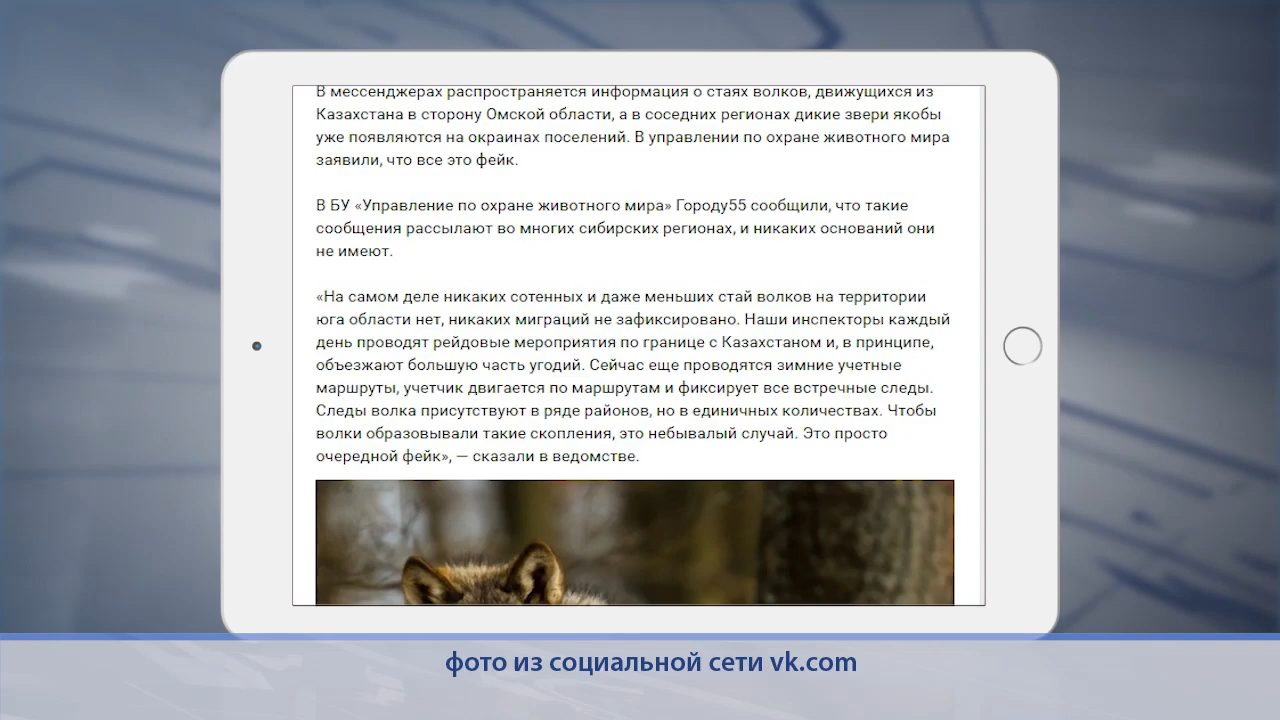 В мессенджерах распространяется информация о стаях волков, движущихся из
Казахстана в сторону Омской области, а в соседних регионах дикие звери якобы
уже появляются на окраинах поселений. В управлении по охране животного мира
заявили, что все это фейк.
В БУ «Управление по охране животного мира» Городу55 сообщили, что такие
сообщения рассылают во многих сибирских регионах, и никаких оснований они
не имеют.
«На самом деле никаких сотенных и даже меньших стай волков на территории
юга области нет, никаких миграций не зафиксировано. Наши инспекторы каждый
день проводят рейдовые мероприятия по границе с Казахстаном и, в принципе,
объезжают большую часть угодий. Сейчас еще проводятся зимние учетные
маршруты, учетчик двигается по маршрутам и фиксирует все встречные следы.
Следы волка присутствуют в ряде районов, но в единичных количествах. Чтобы
волки образовывали такие скопления, это небывалый случай. Это просто
очередной фейк», — сказали в ведомстве.
фото из социальной сети vk.com